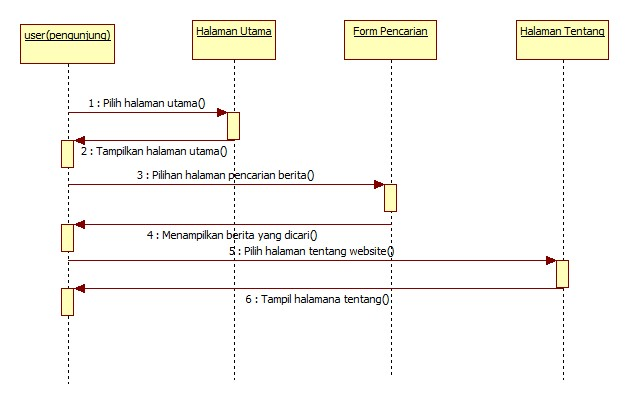 user(pengunjung)
Halaman Utama
Form Pencarian
Halaman Tentang
1 : Pilih halaman utama()
2 : Tampilkan halaman utama()
3 : Pilihan halaman pencarian berita()
4 : Menampilkan berita yang dicari()
5 : Pilih halaman tentang website()
6 : Tampil halamana tentang()